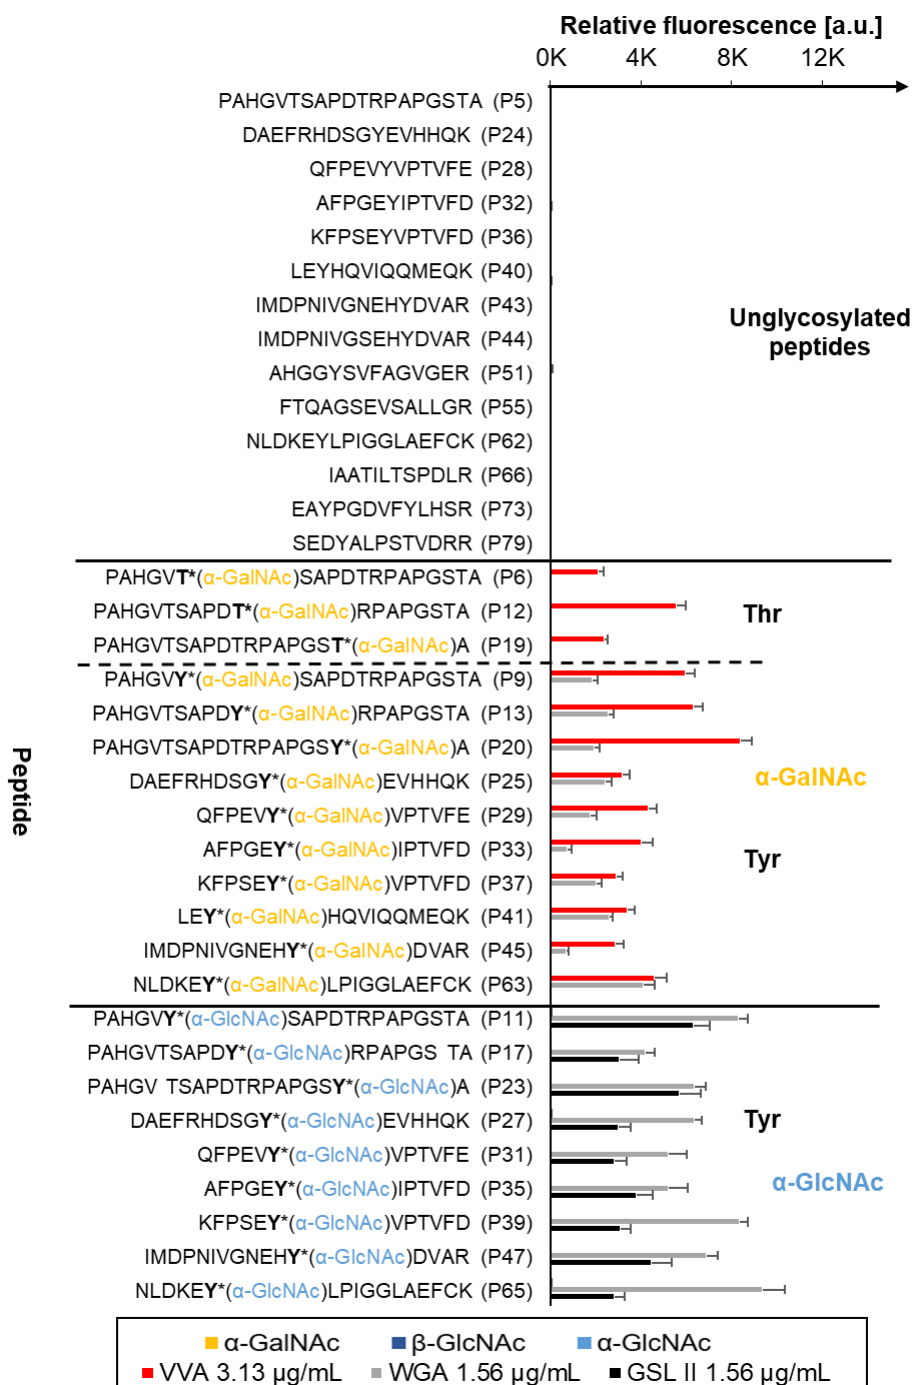 Relative fluorescence [a.u.]
0K 4K 8K 12K
PAHGVTSAPDTRPAPGSTA (P5)
DAEFRHDSGYEVHHQK (P24)
QFPEVYVPTVFE (P28)
AFPGEYIPTVFD (P32)
KFPSEYVPTVFD (P36)
LEYHQVIQQMEQK (P40)
IMDPNIVGNEHYDVAR (P43)
IMDPNIVGSEHYDVAR (P44)
AHGGYSVFAGVGER (P51)
FTQAGSEVSALLGR (P55)
NLDKEYLPIGGLAEFCK (P62)
IAATILTSPDLR (P66)
EAYPGDVFYLHSR (P73)
SEDYALPSTVDRR (P79)
Unglycosylated
peptides
PAHGVT*(α-GalNAc)SAPDTRPAPGSTA (P6)
PAHGVTSAPDT*(α-GalNAc)RPAPGSTA (P12)
PAHGVTSAPDTRPAPGST*(α-GalNAc)A (P19)
Thr
PAHGVY*(α-GalNAc)SAPDTRPAPGSTA (P9)
PAHGVTSAPDY*(α-GalNAc)RPAPGSTA (P13)
PAHGVTSAPDTRPAPGSY*(α-GalNAc)A (P20)
DAEFRHDSGY*(α-GalNAc)EVHHQK (P25)
QFPEVY*(α-GalNAc)VPTVFE (P29)
AFPGEY*(α-GalNAc)IPTVFD (P33)
KFPSEY*(α-GalNAc)VPTVFD (P37)
LEY*(α-GalNAc)HQVIQQMEQK (P41)
IMDPNIVGNEHY*(α-GalNAc)DVAR (P45)
NLDKEY*(α-GalNAc)LPIGGLAEFCK (P63)
α-GalNAc
Tyr
PAHGVY*(α-GlcNAc)SAPDTRPAPGSTA (P11)
PAHGVTSAPDY*(α-GlcNAc)RPAPGS TA (P17)
PAHGV TSAPDTRPAPGSY*(α-GlcNAc)A (P23)
DAEFRHDSGY*(α-GlcNAc)EVHHQK (P27)
QFPEVY*(α-GlcNAc)VPTVFE (P31)
AFPGEY*(α-GlcNAc)IPTVFD (P35)
KFPSEY*(α-GlcNAc)VPTVFD (P39)
IMDPNIVGNEHY*(α-GlcNAc)DVAR (P47)
NLDKEY*(α-GlcNAc)LPIGGLAEFCK (P65)
Tyr
α-GlcNAc
Peptide
α-GalNAc β-GlcNAc α-GlcNAc
VVA 3.13 µg/mL WGA 1.56 µg/mL GSL II 1.56 µg/mL